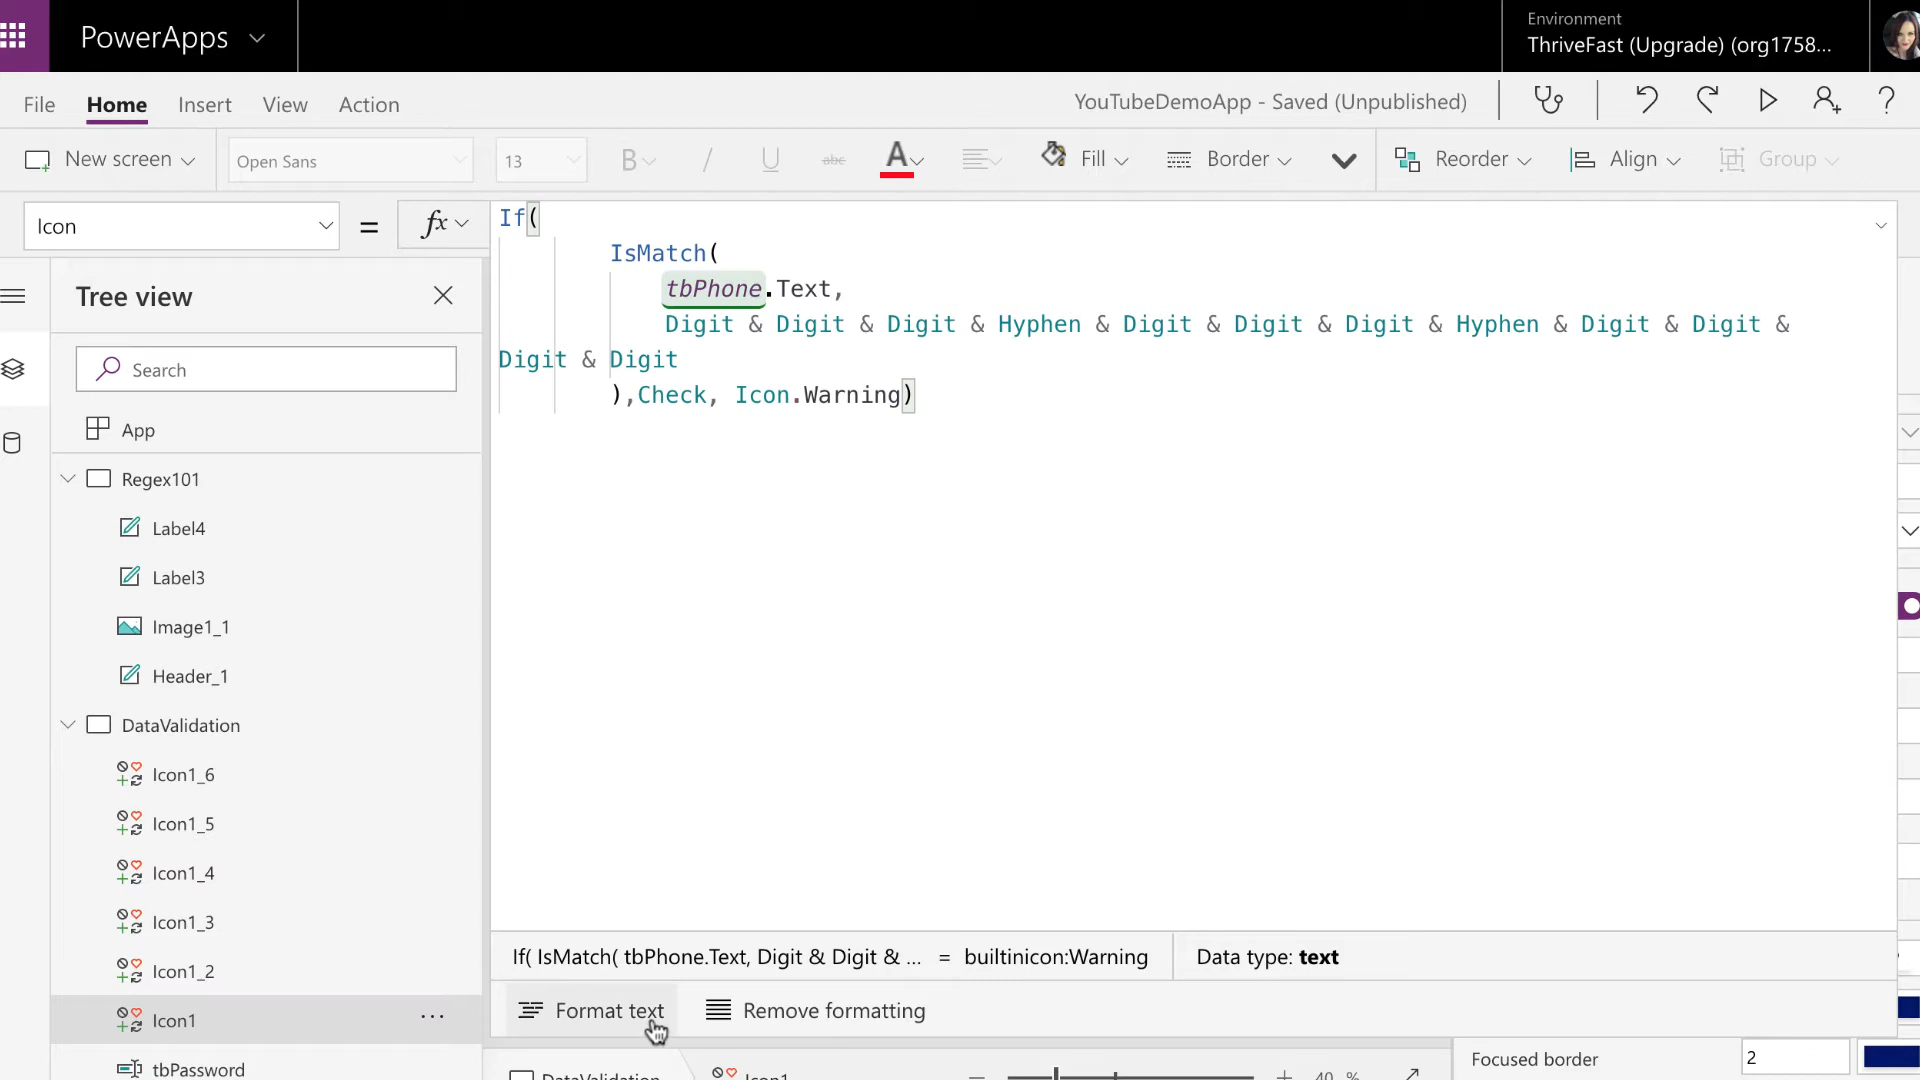 PowerApps
Environment
ThriveFast (Upgrade) (org1758...
File Home Insert View Action
YouTubeDemoApp - Saved (Unpublished)
?
New screen
Open Sans
13
B / U abc A
Fill
Border
Reorder
Align
Group
Icon
=
fx
If(
IsMatch(
tbPhone.Text,
Digit & Digit & Digit & Hyphen & Digit & Digit & Digit & Hyphen & Digit & Digit &
Digit & Digit
),Check, Icon.Warning)
Tree view
Search
App
Regex101
Label4
Label3
Image1_1
Header_1
DataValidation
Icon1_6
Icon1_5
Icon1_4
Icon1_3
Icon1_2
Icon1 ...
tbPassword
If( IsMatch( tbPhone.Text, Digit & Digit & ... = builtinicon:Warning
Data type: text
Format text
Remove formatting
DataValidation
Icon1
40 %
Focused border
2